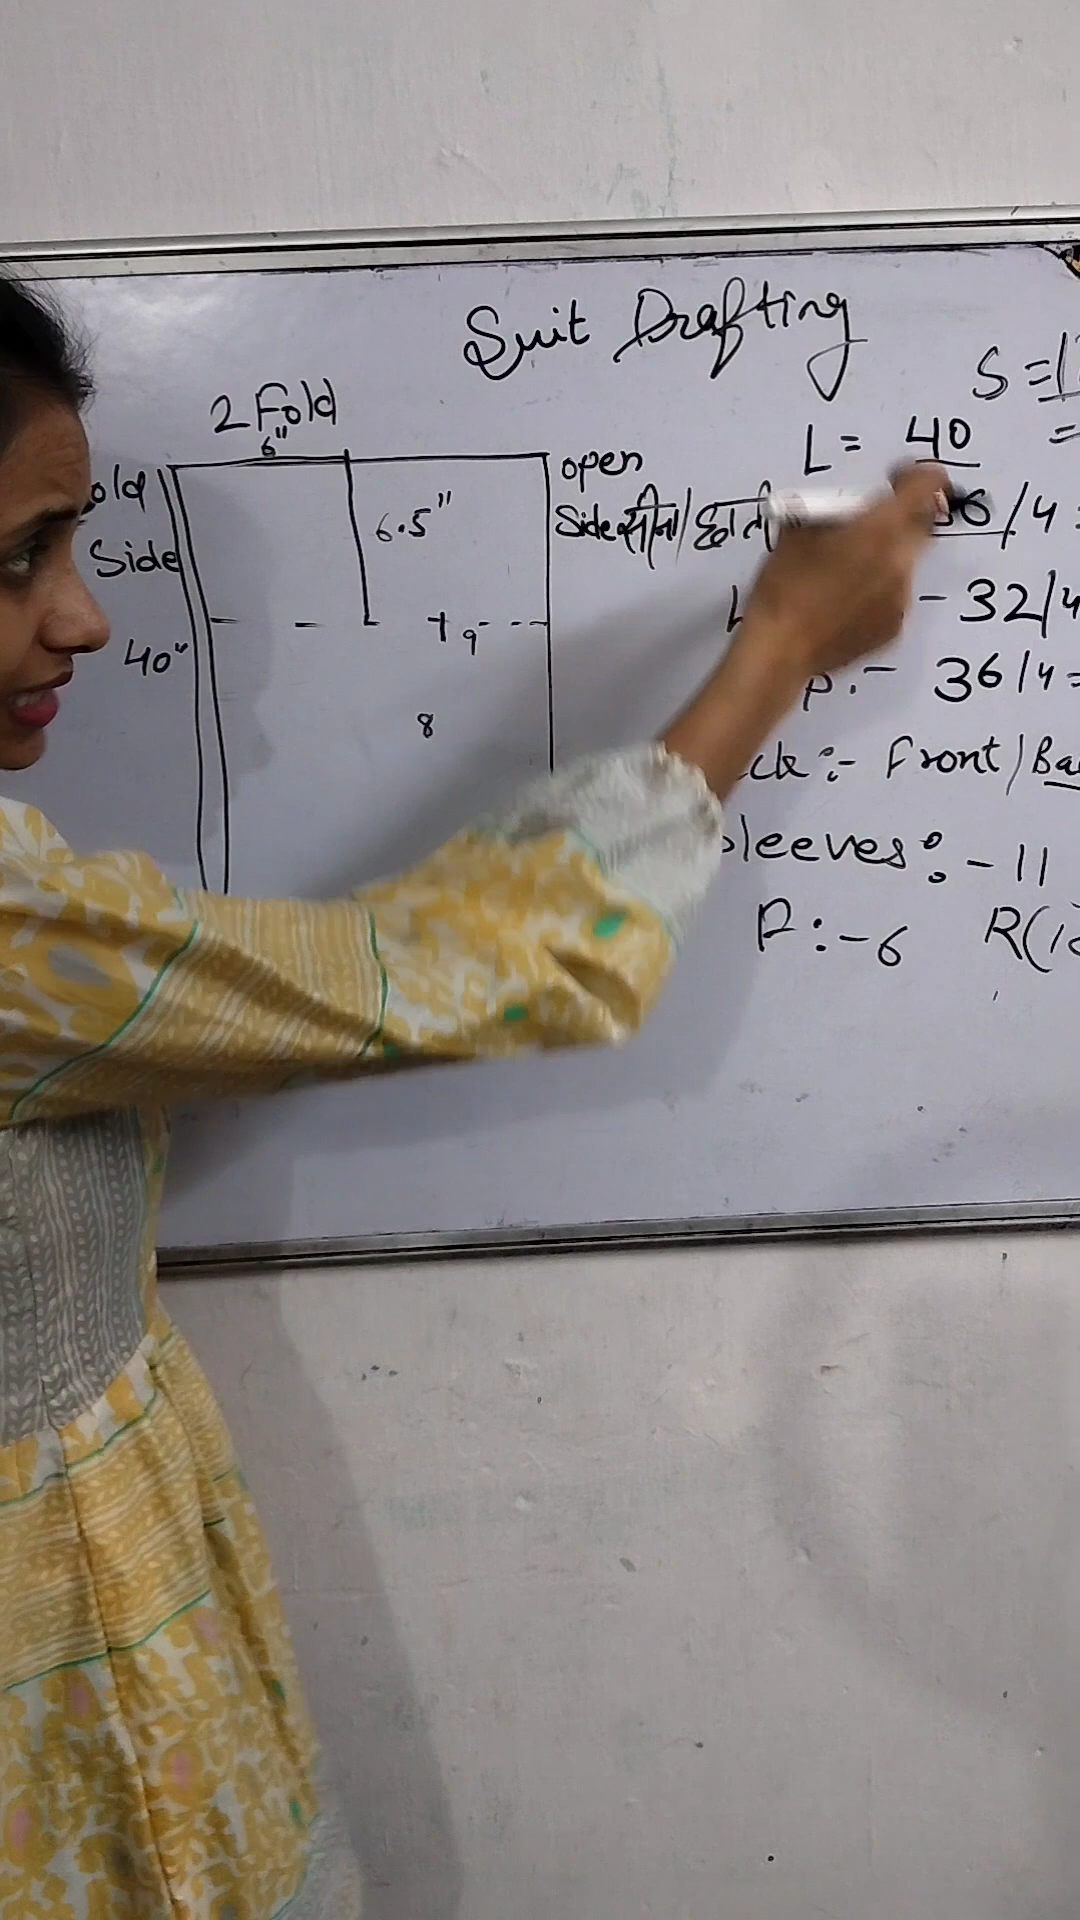 Suit Drafting
2 Fold
6"
old
Side
40"
6.5"
open
Side
9
8
S =
L = 40
सीना/छाती 36/4 =
- 32/4
P. - 36/4 =
ck :- Front/Ba
leeves :- 11
:- 6 R(